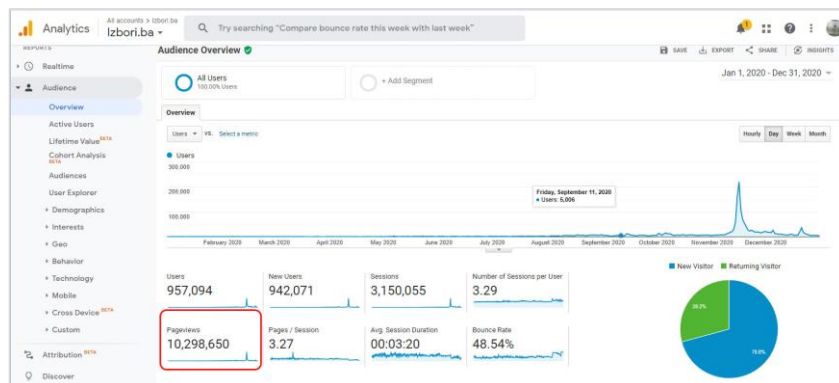 Analytics
All accounts > Izbori.ba
Izbori.ba
Try searching "Compare bounce rate this week with last week"
REPORTS
Realtime
Audience
Overview
Active Users
Lifetime Value BETA
Cohort Analysis
BETA
Audiences
User Explorer
Demographics
Interests
Geo
Behavior
Technology
Mobile
Cross Device BETA
Custom
Attribution BETA
Discover
Audience Overview
SAVE
EXPORT
SHARE
INSIGHTS
All Users
100.00% Users
+ Add Segment
Jan 1, 2020 - Dec 31, 2020
Overview
Users VS. Select a metric
Hourly Day Week Month
Users
300,000
200,000
100,000
Friday, September 11, 2020
Users: 5,006
February 2020 March 2020 April 2020 May 2020 June 2020 July 2020 August 2020 September 2020 October 2020 November 2020 December 2020
Users
957,094
New Users
942,071
Sessions
3,150,055
Number of Sessions per User
3.29
Pageviews
10,298,650
Pages / Session
3.27
Avg. Session Duration
00:03:20
Bounce Rate
48.54%
New Visitor Returning Visitor